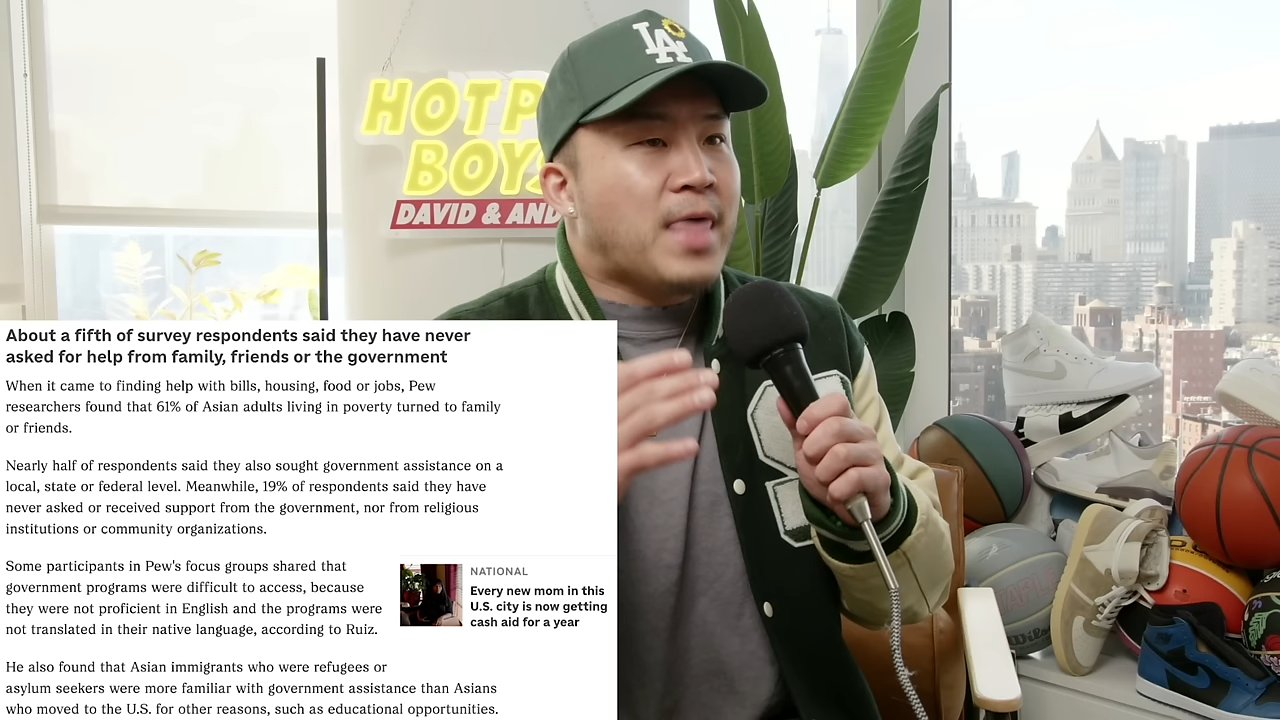 LA
HOT P
BOYS
DAVID & AND
About a fifth of survey respondents said they have never
asked for help from family, friends or the government
When it came to finding help with bills, housing, food or jobs, Pew
researchers found that 61% of Asian adults living in poverty turned to family
or friends.
Nearly half of respondents said they also sought government assistance on a
local, state or federal level. Meanwhile, 19% of respondents said they have
never asked or received support from the government, nor from religious
institutions or community organizations.
Some participants in Pew's focus groups shared that
government programs were difficult to access, because
they were not proficient in English and the programs were
not translated in their native language, according to Ruiz.
NATIONAL
Every new mom in this
U.S. city is now getting
cash aid for a year
He also found that Asian immigrants who were refugees or
asylum seekers were more familiar with government assistance than Asians
who moved to the U.S. for other reasons, such as educational opportunities.
Wilson